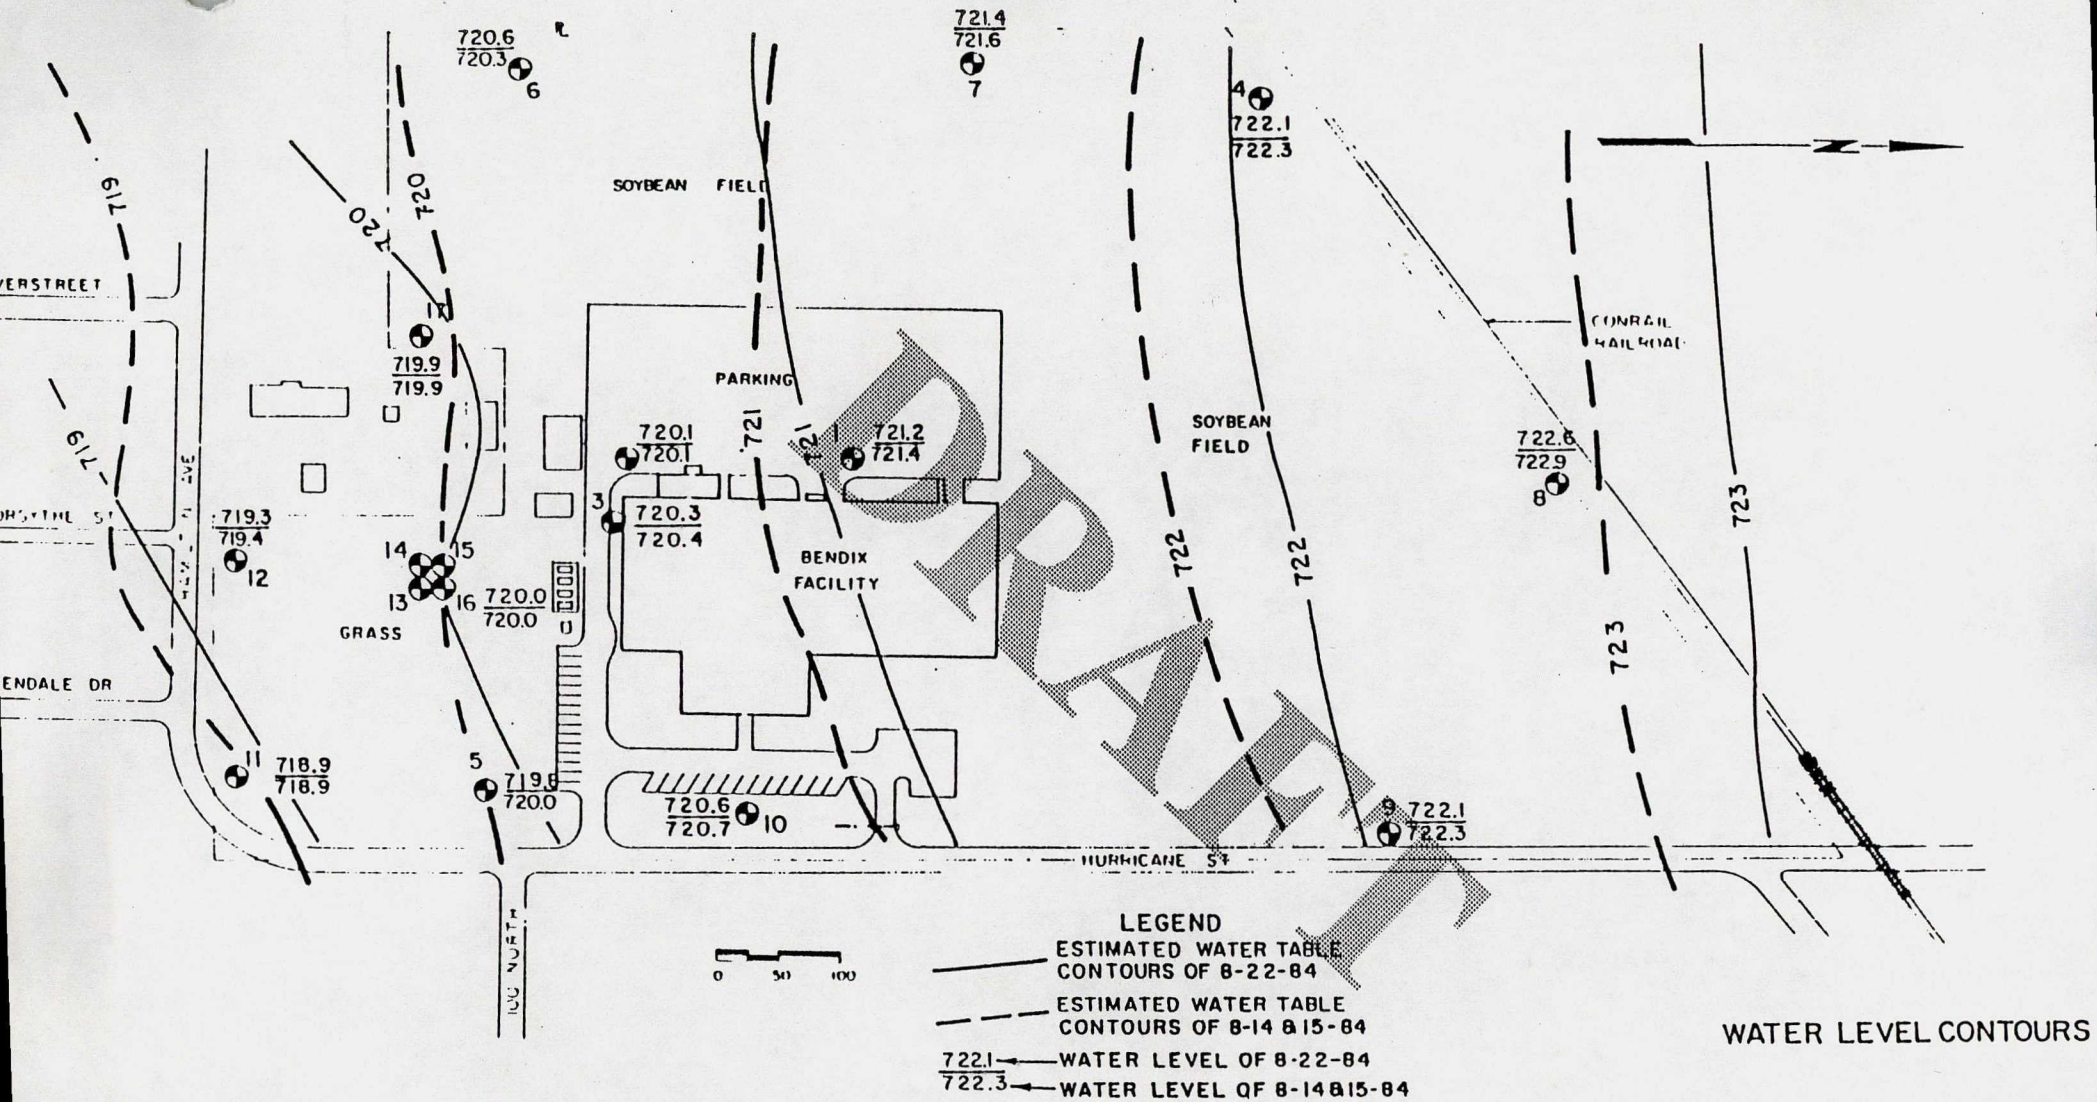 720.6
720.3
6
721.4
721.6
7
4
722.1
722.3
N
719
720
720
SOYBEAN FIELD
VERSTREET
17
719.9
719.9
CONRAIL
RAILROAD
PARKING
721
721
1
721.2
721.4
720.1
720.1
SOYBEAN
FIELD
722.6
722.9
8
719
AVE
ST
719.3
719.4
12
3
720.3
720.4
14
15
13
16
720.0
720.0
GRASS
BENDIX
FACILITY
722
722
723
723
ENDALE DR
11
718.9
718.9
5
719.8
720.0
720.6
720.7
10
9
722.1
722.3
HURRICANE ST
100 NORTH
DRAFT
0 50 100
LEGEND
ESTIMATED WATER TABLE
CONTOURS OF 8-22-84
ESTIMATED WATER TABLE
CONTOURS OF 8-14 & 15-84
722.1 WATER LEVEL OF 8-22-84
722.3 WATER LEVEL OF 8-14&15-84
WATER LEVEL CONTOURS